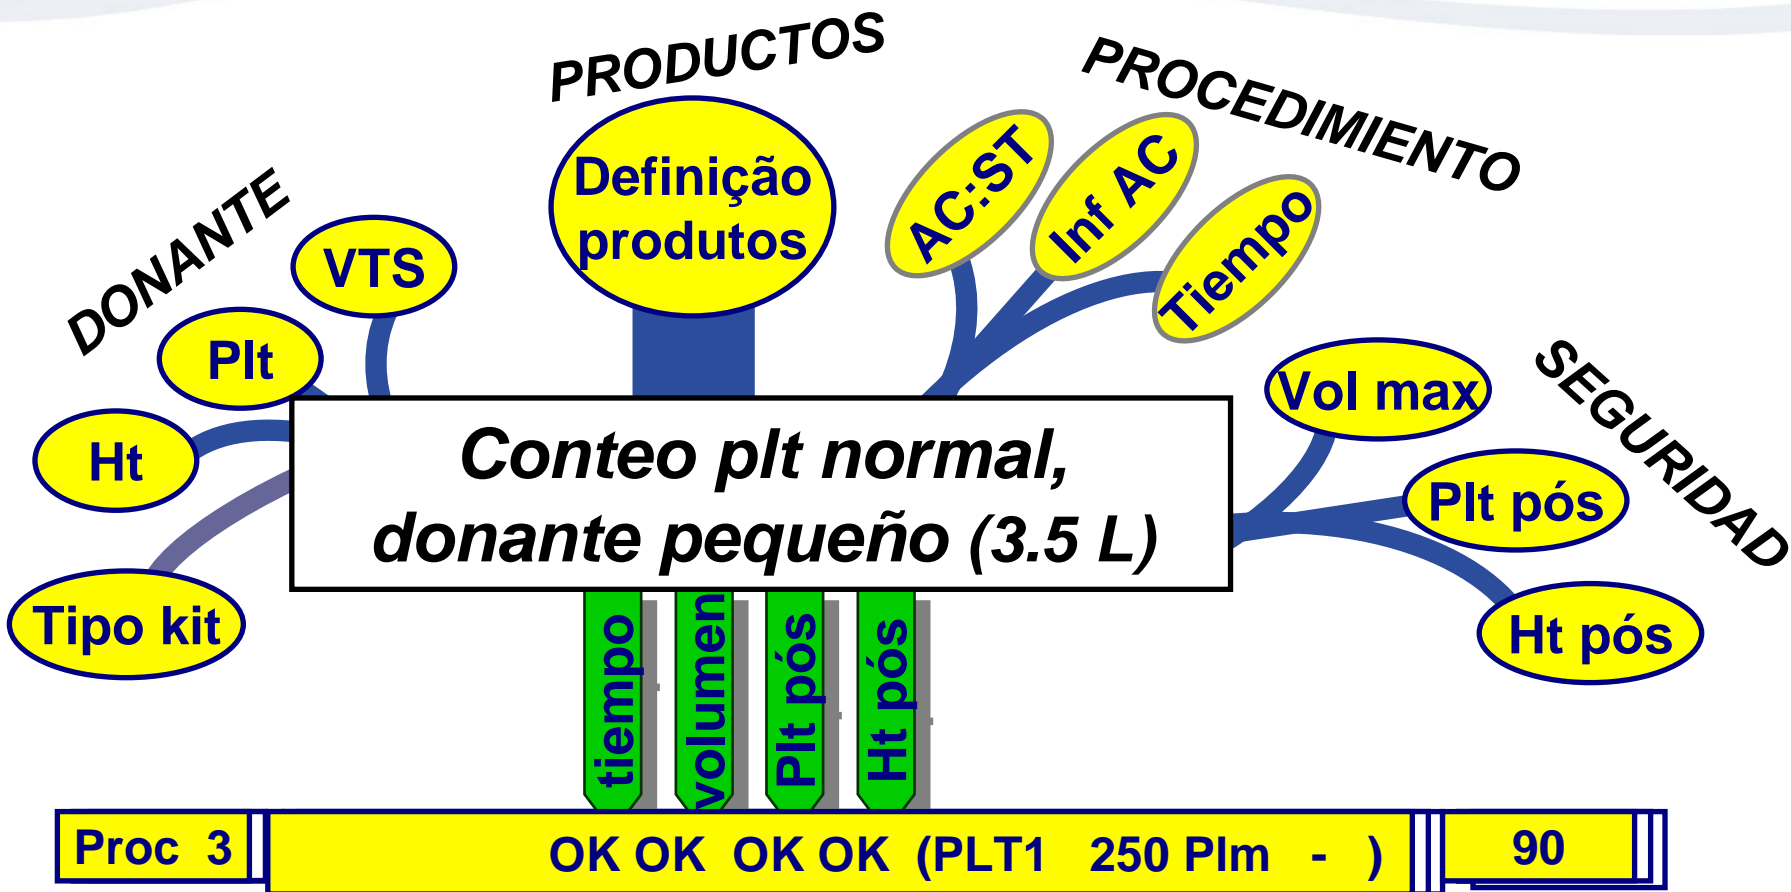 PRODUCTOS
PROCEDIMIENTO
DONANTE
SEGURIDAD
Definição
produtos
AC:ST
Inf AC
Tiempo
VTS
Plt
Ht
Tipo kit
Vol max
Plt pós
Ht pós
Conteo plt normal,
donante pequeño (3.5 L)
tiempo
volumen
Plt pós
Ht pós
Proc 3
OK OK OK OK (PLT1 250 Plm - )
90